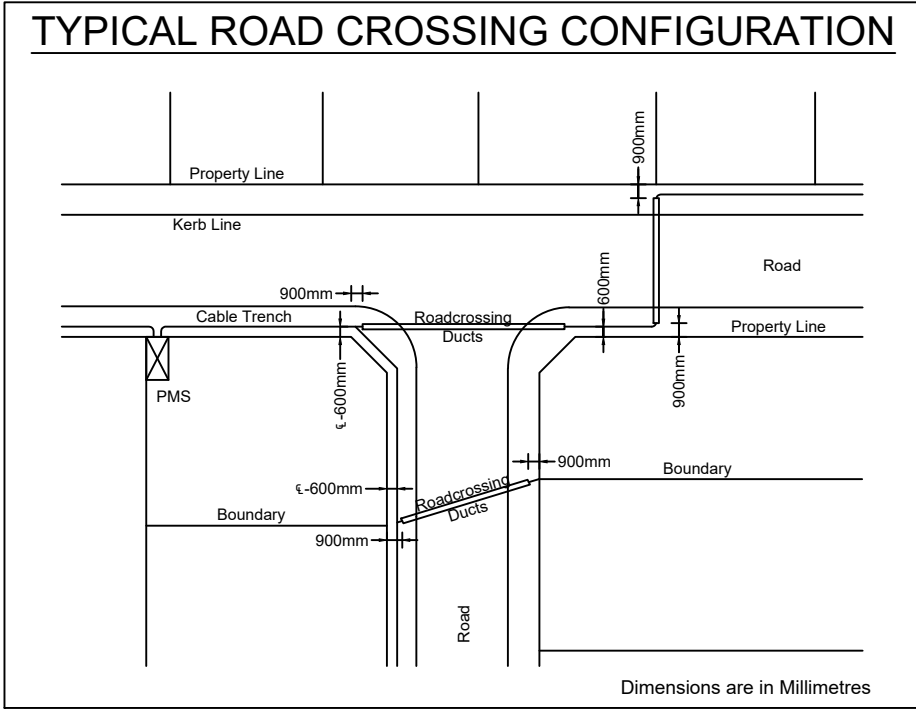 TYPICAL ROAD CROSSING CONFIGURATION
900mm
Property Line
Kerb Line
Road
900mm
600mm
Cable Trench
Roadcrossing
Ducts
Property Line
PMS
℄-600mm
900mm
900mm
Boundary
℄-600mm
Roadcrossing
Ducts
Boundary
900mm
Road
Dimensions are in Millimetres